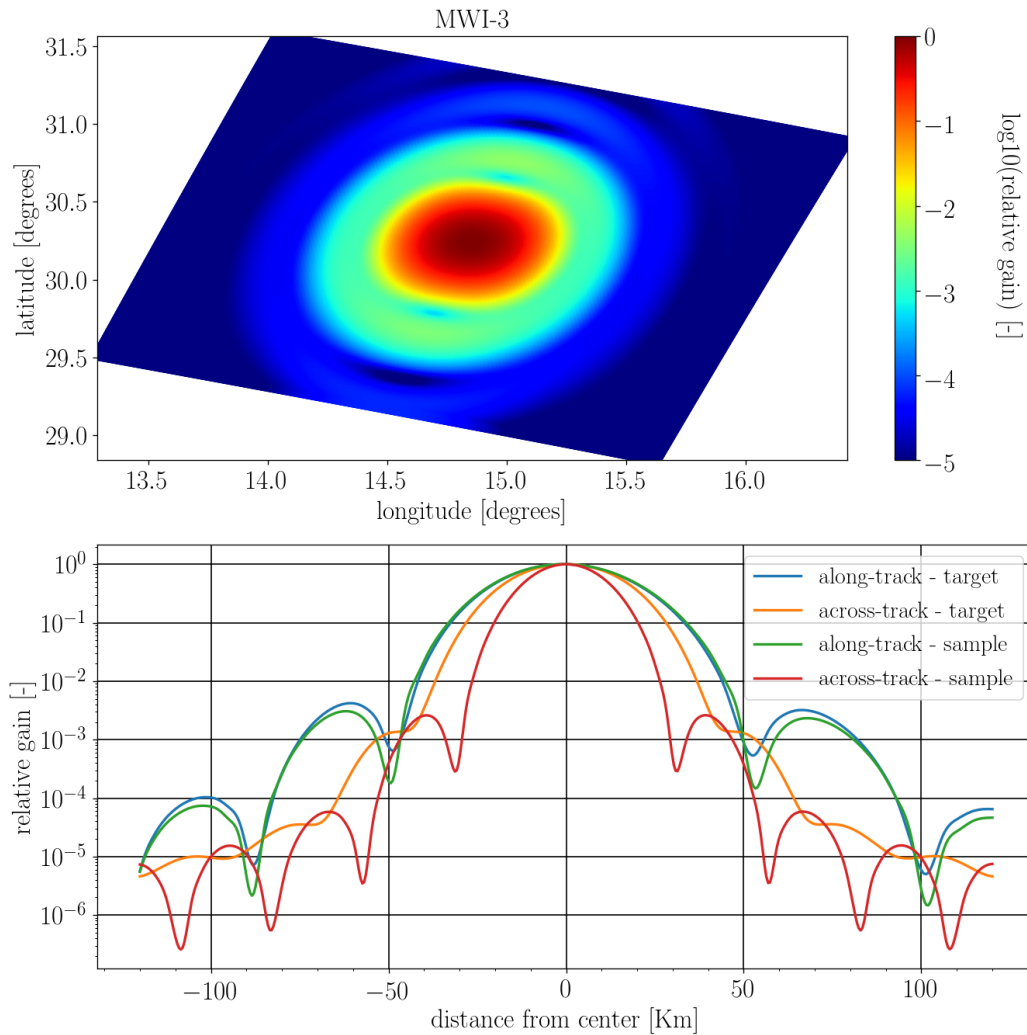 MWI-3
31.5
31.0
30.5
30.0
29.5
29.0
latitude [degrees]
13.5 14.0 14.5 15.0 15.5 16.0
longitude [degrees]
0
−1
−2
−3
−4
−5
log10(relative gain) [-]
10^0
10^−1
10^−2
10^−3
10^−4
10^−5
10^−6
relative gain [-]
along-track - target
across-track - target
along-track - sample
across-track - sample
−100 −50 0 50 100
distance from center [Km]